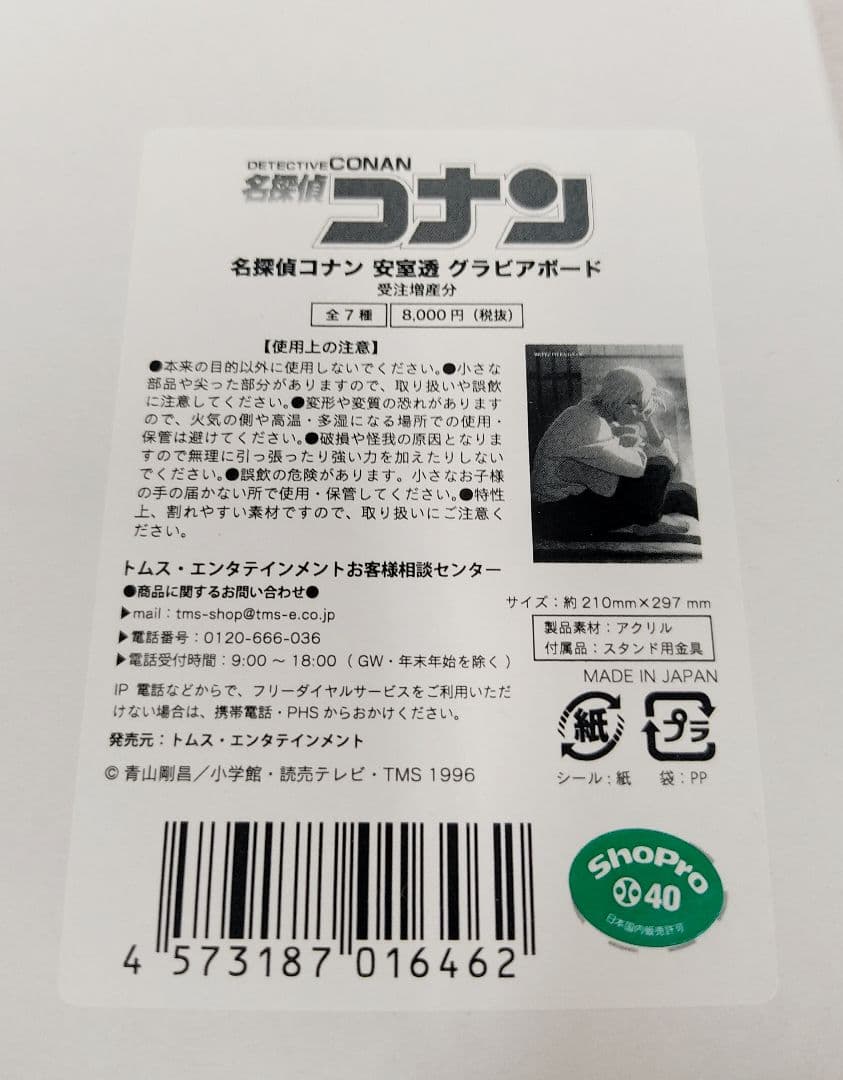 DETECTIVE CONAN
名探偵コナン
名探偵コナン 安室透 グラビアボード
受注増産分
全7種 8,000円(税抜)
【使用上の注意】
●本来の目的以外に使用しないでください。●小さな
部品や尖った部分がありますので、取り扱いや誤飲
に注意してください。●変形や変質の恐れがあります
ので、火気の側や高温・多湿になる場所での使用・
保管は避けてください。●破損や怪我の原因となりま
すので無理に引っ張ったり強い力を加えたりしない
でください。●誤飲の危険があります。小さなお子様
の手の届かない所で使用・保管してください。●特性
上、割れやすい素材ですので、取り扱いにご注意く
ださい。
トムス・エンタテインメントお客様相談センター
●商品に関するお問い合わせ●
▶mail:tms-shop@tms-e.co.jp
▶電話番号:0120-666-036
▶電話受付時間:9:00 ~ 18:00 ( GW・年末年始を除く )
IP 電話などからで、フリーダイヤルサービスをご利用いただ
けない場合は、携帯電話・PHSからおかけください。
発売元:トムス・エンタテインメント
© 青山剛昌/小学館・読売テレビ・TMS 1996
サイズ:約210mm×297 mm
製品素材:アクリル
付属品:スタンド用金具
MADE IN JAPAN
紙 プラ
シール:紙 袋:PP
4 573187 016462
ShoPro
40
日本国内販売許可